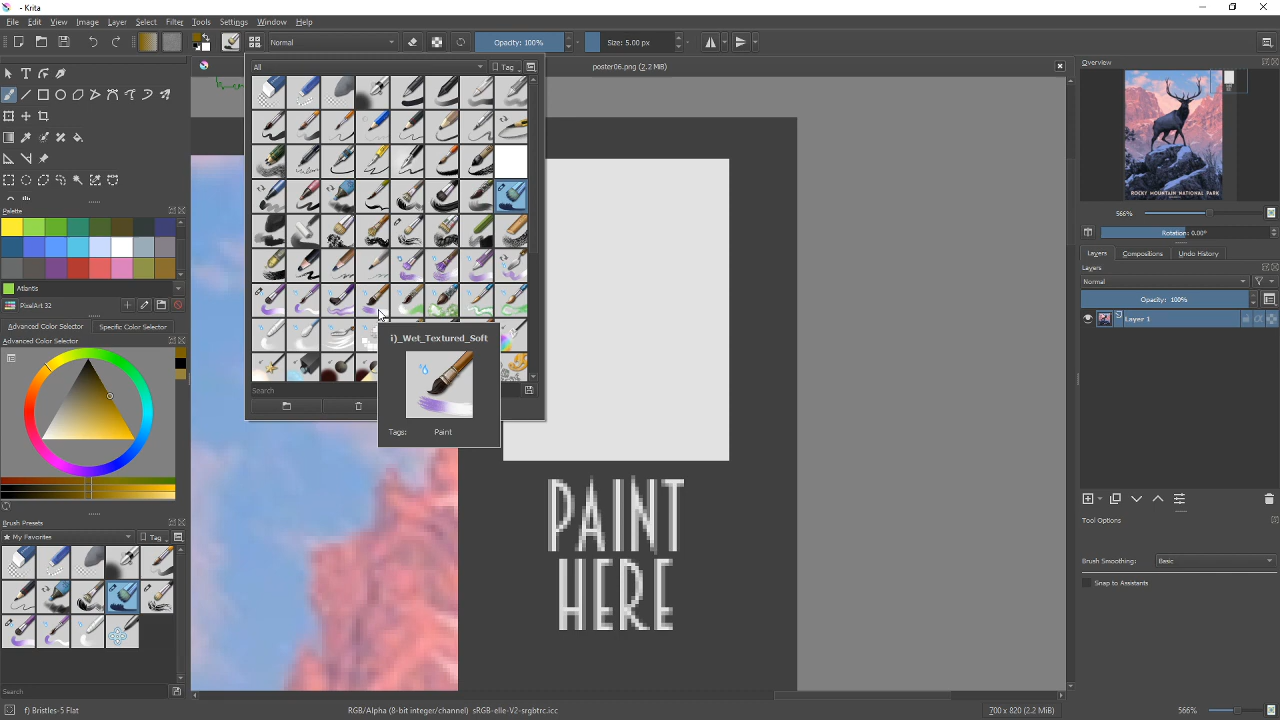 - Krita
File Edit View Image Layer Select Filter Tools Settings Window Help
Normal
Opacity: 100%
Size: 5.00 px
All
Tag
poster06.png (2.2 MiB)
Overview
ROCKY MOUNTAIN NATIONAL PARK
566%
Rotation: 0.00°
Layers Compositions Undo History
Layers
Normal
Opacity: 100%
Layer 1
Palette
Atlantis
PixelArt 32
Advanced Color Selector Specific Color Selector
Advanced Color Selector
i)_Wet_Textured_Soft
Tags: Paint
Search
PAINT
HERE
Brush Presets
My Favorites
Tag
Search
Tool Options
Brush Smoothing: Basic
Snap to Assistants
f) Bristles-5 Flat
RGB/Alpha (8-bit integer/channel) sRGB-elle-V2-srgbtrc.icc
700 x 820 (2.2 MiB)
566%